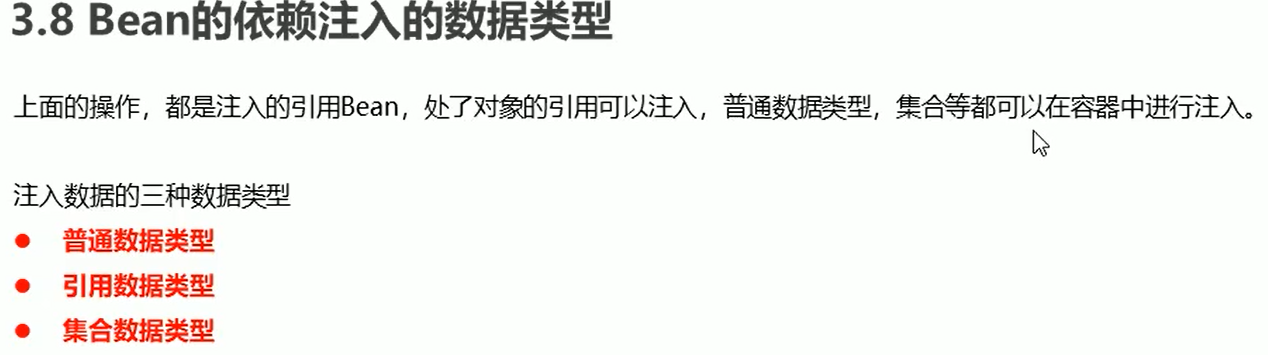 3.8 Bean的依赖注入的数据类型
上面的操作，都是注入的引用Bean，处了对象的引用可以注入，普通数据类型，集合等都可以在容器中进行注入。
注入数据的三种数据类型
● 普通数据类型
● 引用数据类型
● 集合数据类型